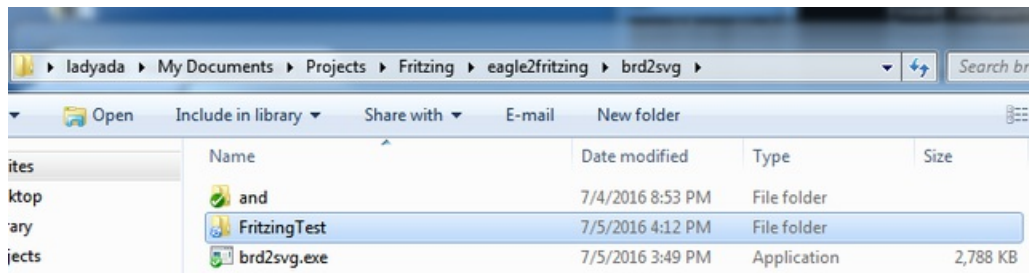 ladyada ▸ My Documents ▸ Projects ▸ Fritzing ▸ eagle2fritzing ▸ brd2svg ▸ Search br
Open Include in library Share with E-mail New folder
Name Date modified Type Size
ites
ktop and 7/4/2016 8:53 PM File folder
rary FritzingTest 7/5/2016 4:12 PM File folder
jects brd2svg.exe 7/5/2016 3:49 PM Application 2,788 KB